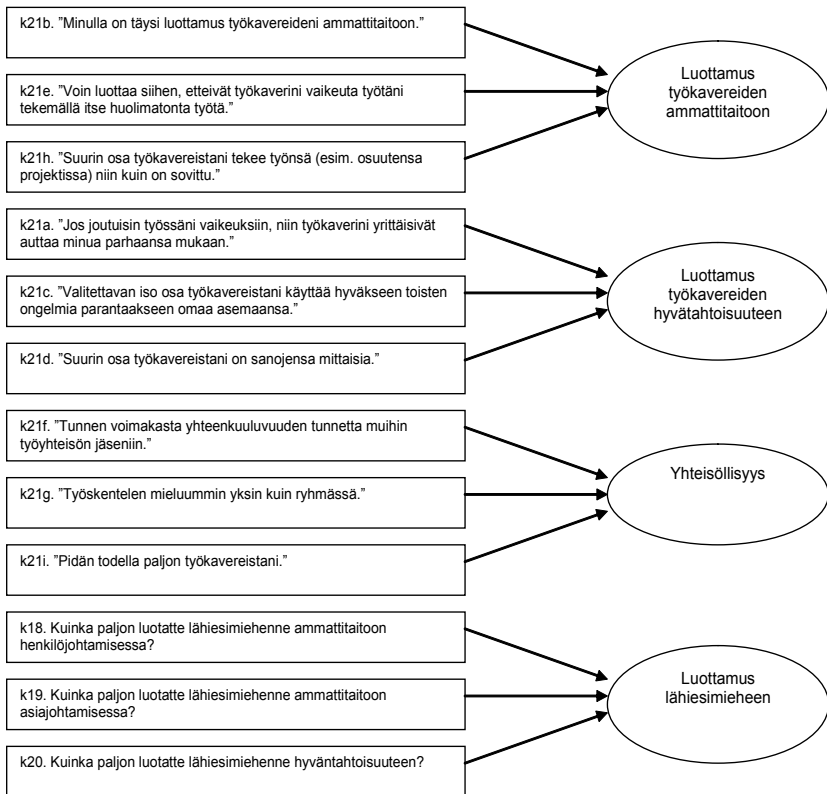 k21b. ”Minulla on täysi luottamus työkavereideni ammattitaitoon.”
k21e. ”Voin luottaa siihen, etteivät työkaverini vaikeuta työtäni
tekemällä itse huolimatonta työtä.”
k21h. ”Suurin osa työkavereistani tekee työnsä (esim. osuutensa
projektissa) niin kuin on sovittu.”
Luottamus
työkavereiden
ammattitaitoon
k21a. ”Jos joutuisin työssäni vaikeuksiin, niin työkaverini yrittäisivät
auttaa minua parhaansa mukaan.”
k21c. ”Valitettavan iso osa työkavereistani käyttää hyväkseen toisten
ongelmia parantaakseen omaa asemaansa.”
k21d. ”Suurin osa työkavereistani on sanojensa mittaisia.”
Luottamus
työkavereiden
hyvätahtoisuuteen
k21f. ”Tunnen voimakasta yhteenkuuluvuuden tunnetta muihin
työyhteisön jäseniin.”
k21g. ”Työskentelen mieluummin yksin kuin ryhmässä.”
k21i. ”Pidän todella paljon työkavereistani.”
Yhteisöllisyys
k18. Kuinka paljon luotatte lähiesimiehenne ammattitaitoon
henkilöjohtamisessa?
k19. Kuinka paljon luotatte lähiesimiehenne ammattitaitoon
asiajohtamisessa?
k20. Kuinka paljon luotatte lähiesimiehenne hyväntahtoisuuteen?
Luottamus
lähiesimieheen